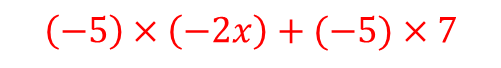 (−5) × (−2x) + (−5) × 7